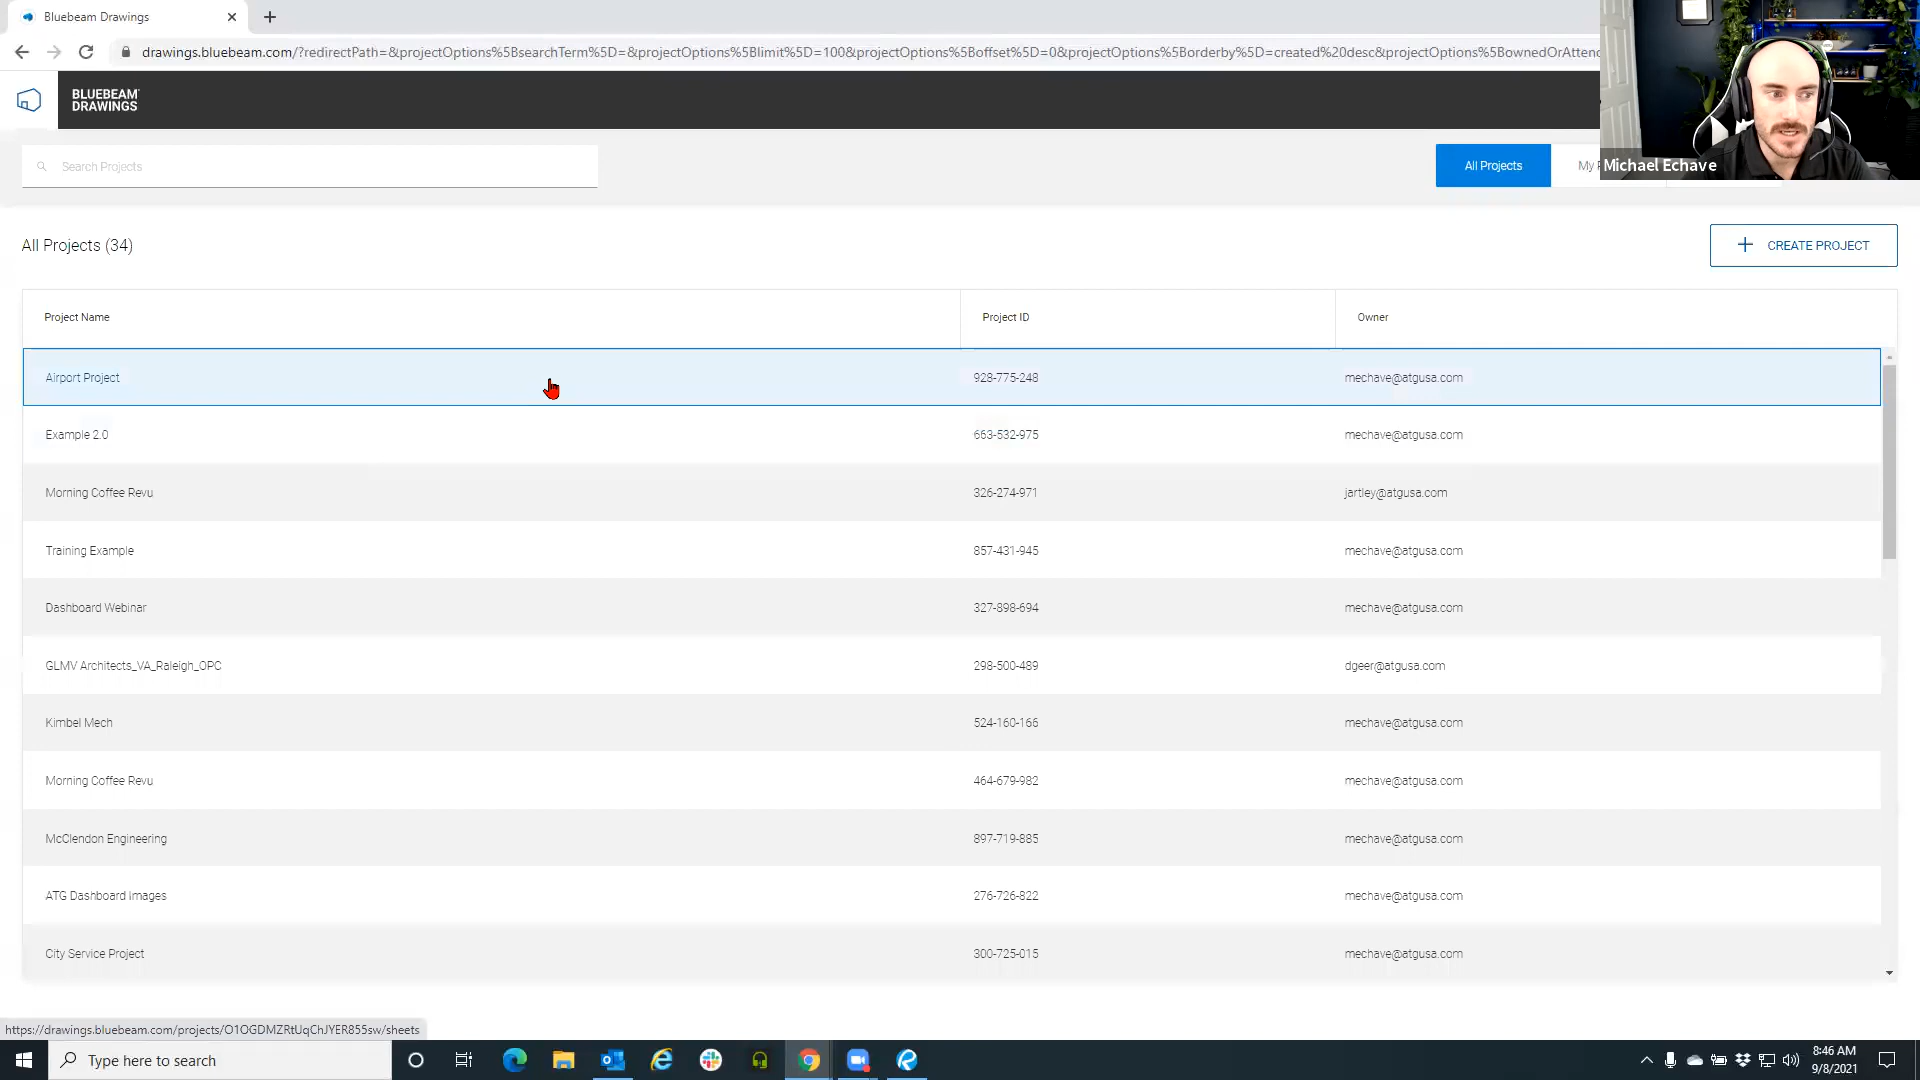 Bluebeam Drawings
drawings.bluebeam.com/?redirectPath=&projectOptions%5BsearchTerm%5D=&projectOptions%5Blimit%5D=100&projectOptions%5Boffset%5D=0&projectOptions%5Borderby%5D=created%20desc&projectOptions%5BownedOrAttend
BLUEBEAM
DRAWINGS
Search Projects
All Projects
My
Michael Echave
All Projects (34)
CREATE PROJECT
Project Name Project ID Owner
Airport Project 928-775-248 mechave@atgusa.com
Example 2.0 663-532-975 mechave@atgusa.com
Morning Coffee Revu 326-274-971 jartley@atgusa.com
Training Example 857-431-945 mechave@atgusa.com
Dashboard Webinar 327-898-694 mechave@atgusa.com
GLMV Architects_VA_Raleigh_OPC 298-500-489 dgeer@atgusa.com
Kimbel Mech 524-160-166 mechave@atgusa.com
Morning Coffee Revu 464-679-982 mechave@atgusa.com
McClendon Engineering 897-719-885 mechave@atgusa.com
ATG Dashboard Images 276-726-822 mechave@atgusa.com
City Service Project 300-725-015 mechave@atgusa.com
https://drawings.bluebeam.com/projects/O1OGDMZRtUqChJYER855sw/sheets
Type here to search
8:46 AM
9/8/2021